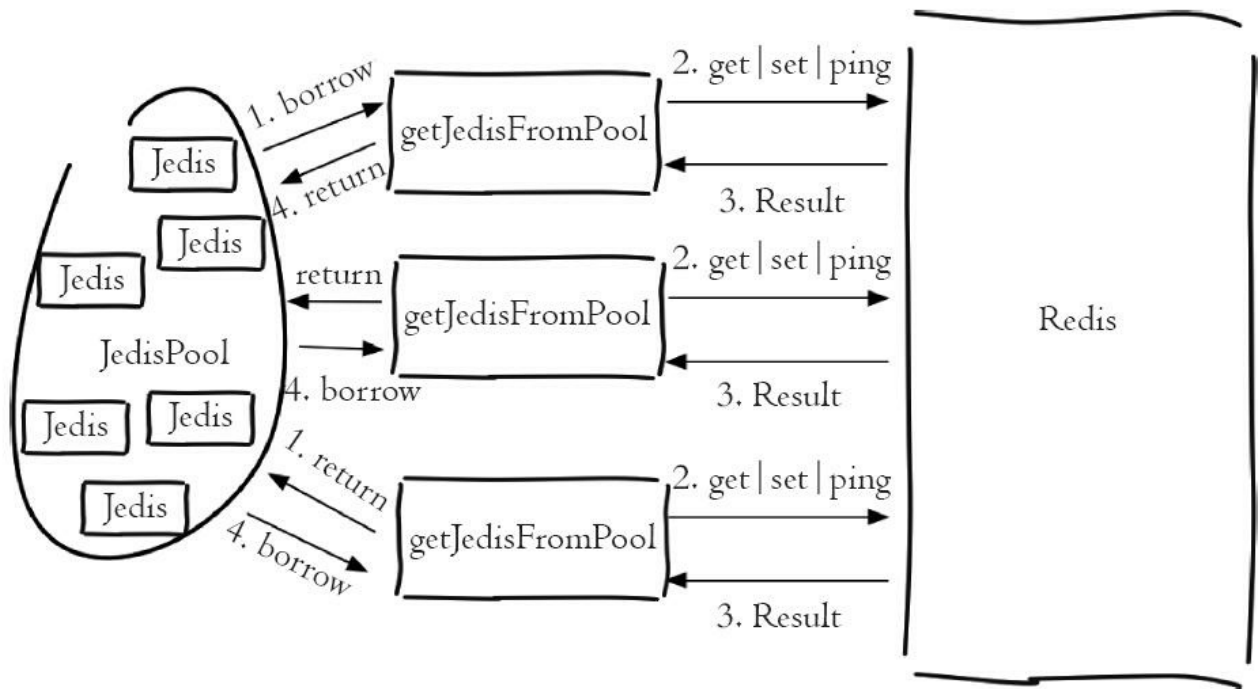 1. borrow
4. return
getJedisFromPool
2. get|set|ping
3. Result
Jedis
Jedis
Jedis
JedisPool
Jedis
Jedis
Jedis
return
4. borrow
getJedisFromPool
2. get|set|ping
3. Result
1. return
4. borrow
getJedisFromPool
2. get|set|ping
3. Result
Redis